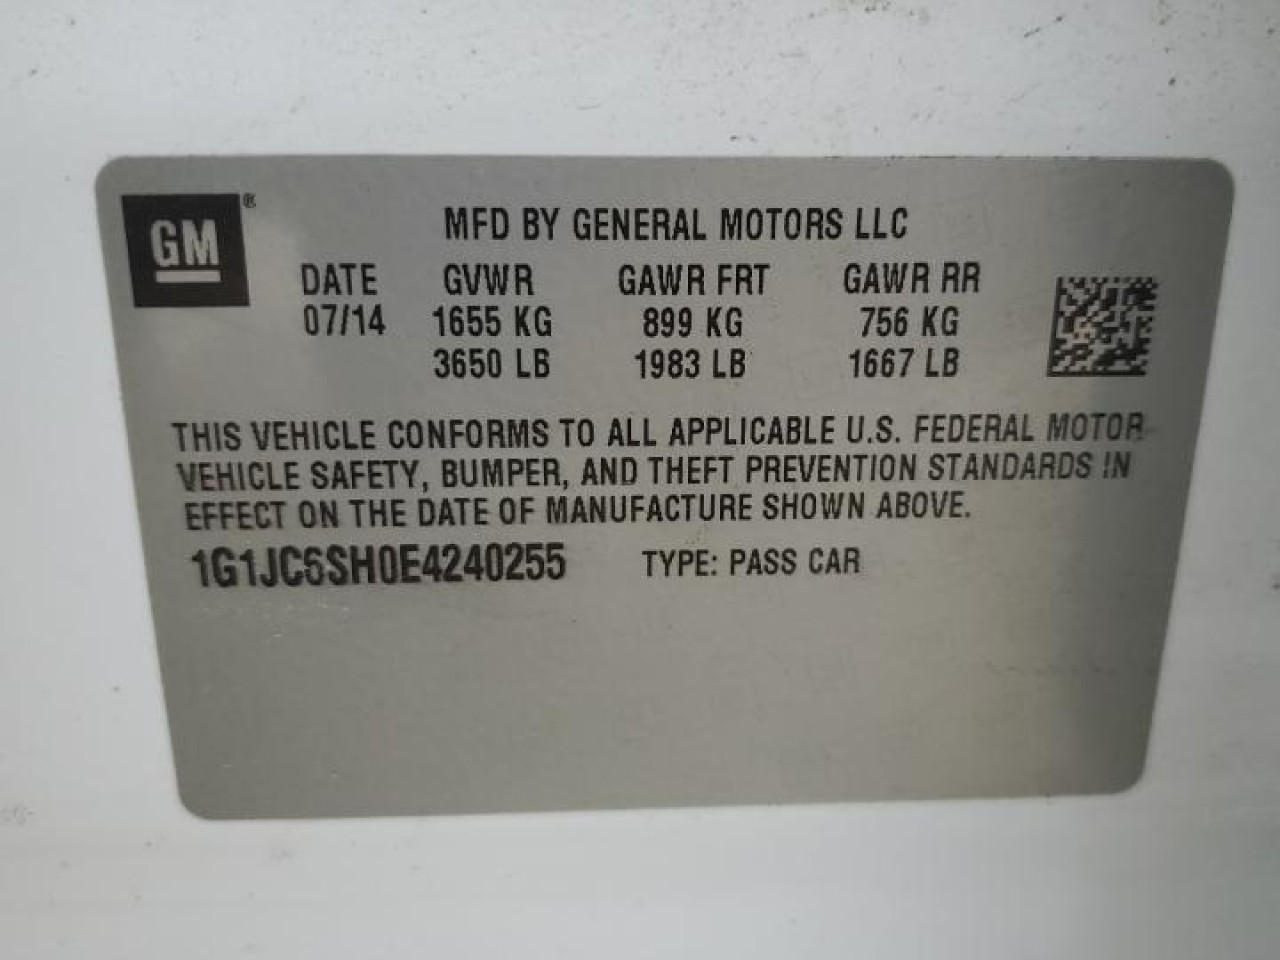 GM®
MFD BY GENERAL MOTORS LLC
DATE GVWR GAWR FRT GAWR RR
07/14 1655 KG 899 KG 756 KG
3650 LB 1983 LB 1667 LB
THIS VEHICLE CONFORMS TO ALL APPLICABLE U.S. FEDERAL MOTOR
VEHICLE SAFETY, BUMPER, AND THEFT PREVENTION STANDARDS IN
EFFECT ON THE DATE OF MANUFACTURE SHOWN ABOVE.
1G1JC6SH0E4240255 TYPE: PASS CAR